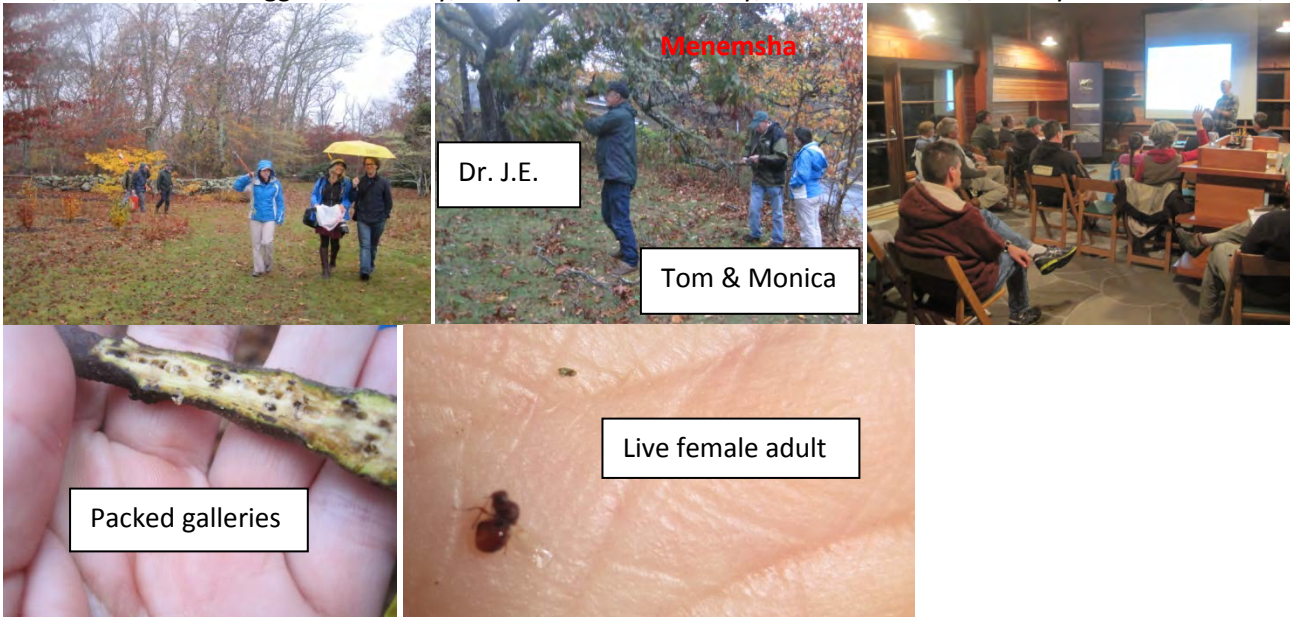 Menemsha
Dr. J.E.
Tom & Monica
Packed galleries
Live female adult